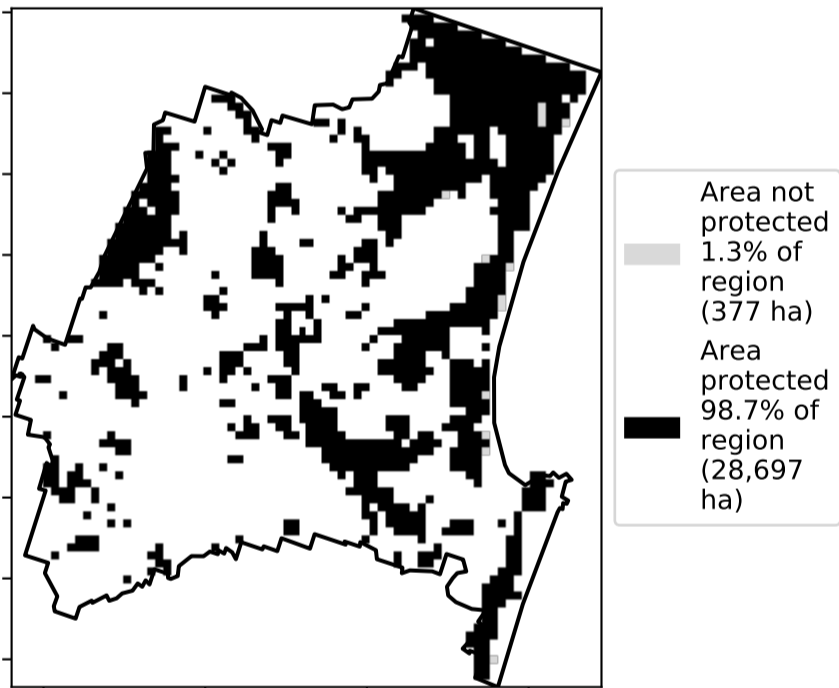 Area not
protected
1.3% of
region
(377 ha)
Area
protected
98.7% of
region
(28,697
ha)